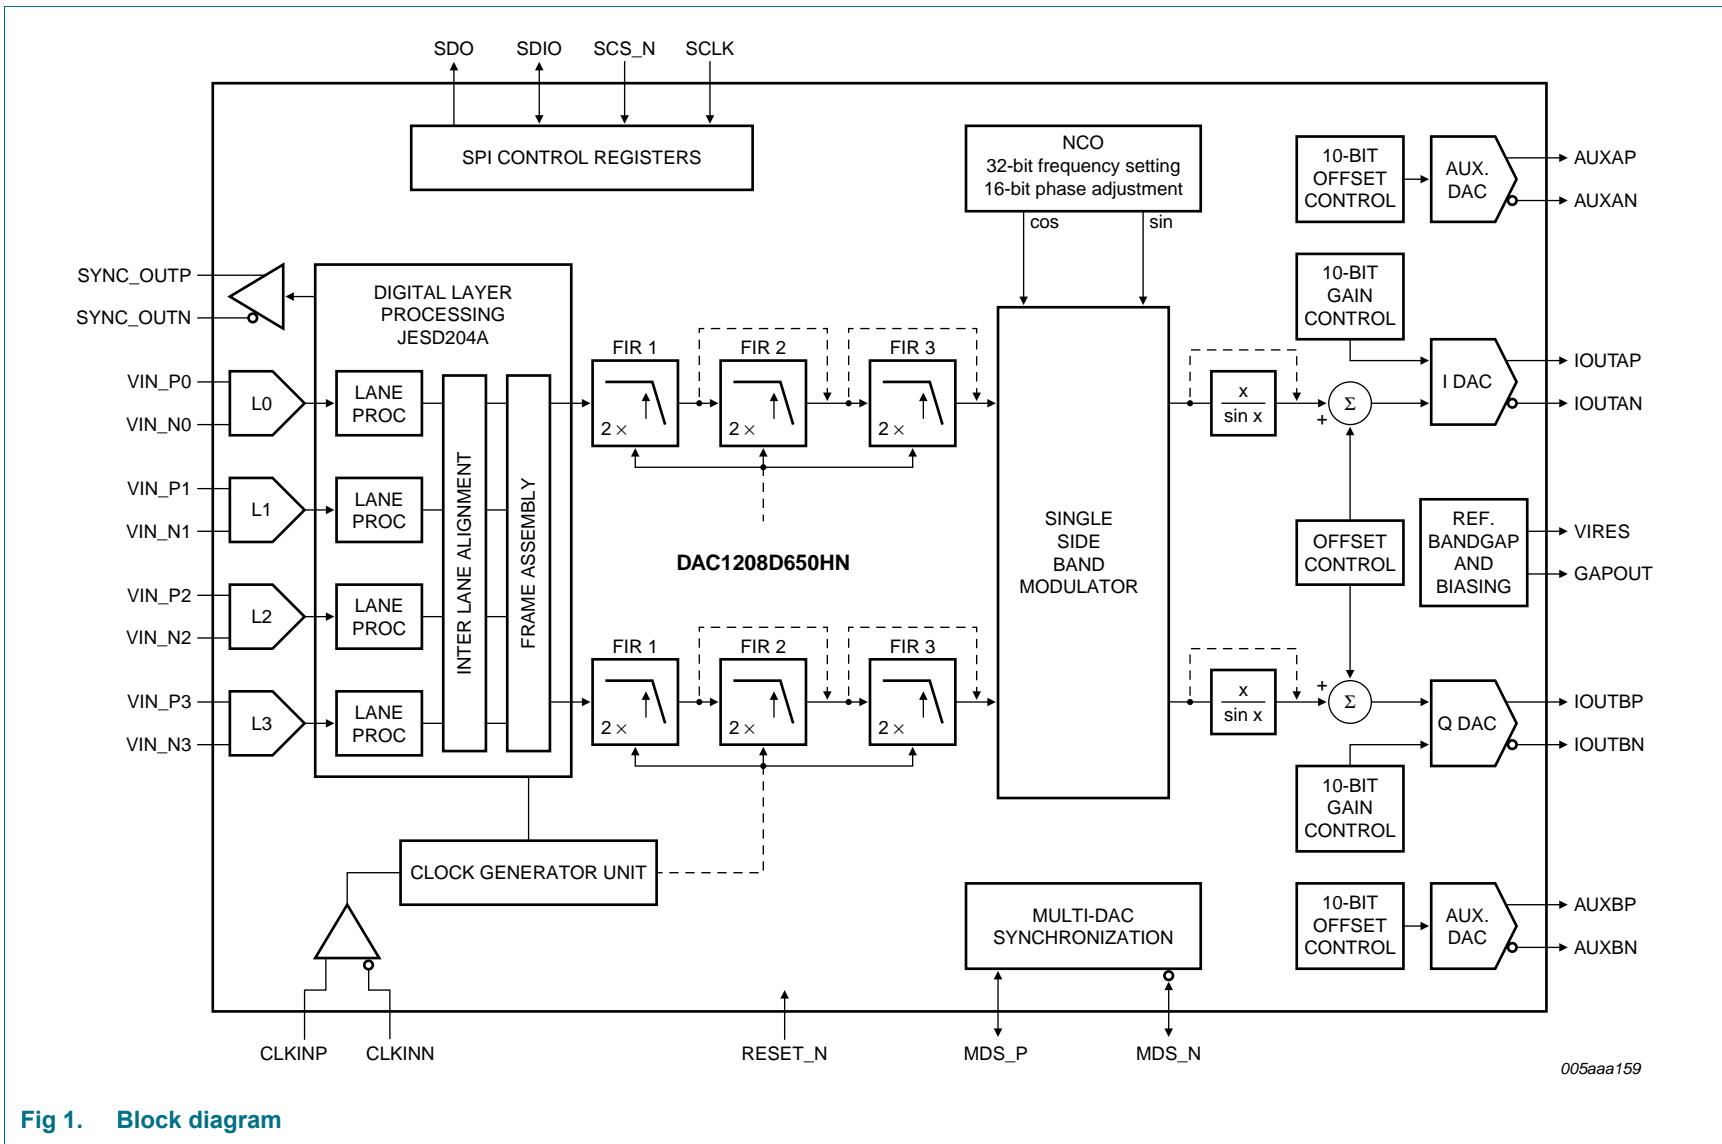 SDO
SDIO
SCS_N
SCLK
SPI CONTROL REGISTERS
NCO
32-bit frequency setting
16-bit phase adjustment
cos
sin
10-BIT
OFFSET
CONTROL
AUX.
DAC
AUXAP
AUXAN
SYNC_OUTP
SYNC_OUTN
DIGITAL LAYER
PROCESSING
JESD204A
10-BIT
GAIN
CONTROL
VIN_P0
VIN_N0
L0
LANE
PROC
FIR 1
2 ×
FIR 2
2 ×
FIR 3
2 ×
x
sin x
+
Σ
I DAC
IOUTAP
IOUTAN
VIN_P1
VIN_N1
L1
LANE
PROC
INTER LANE ALIGNMENT
FRAME ASSEMBLY
DAC1208D650HN
SINGLE
SIDE
BAND
MODULATOR
OFFSET
CONTROL
REF.
BANDGAP
AND
BIASING
VIRES
GAPOUT
VIN_P2
VIN_N2
L2
LANE
PROC
VIN_P3
VIN_N3
L3
LANE
PROC
FIR 1
2 ×
FIR 2
2 ×
FIR 3
2 ×
x
sin x
+
Σ
Q DAC
IOUTBP
IOUTBN
10-BIT
GAIN
CONTROL
CLOCK GENERATOR UNIT
MULTI-DAC
SYNCHRONIZATION
10-BIT
OFFSET
CONTROL
AUX.
DAC
AUXBP
AUXBN
CLKINP
CLKINN
RESET_N
MDS_P
MDS_N
005aaa159
Fig 1. Block diagram